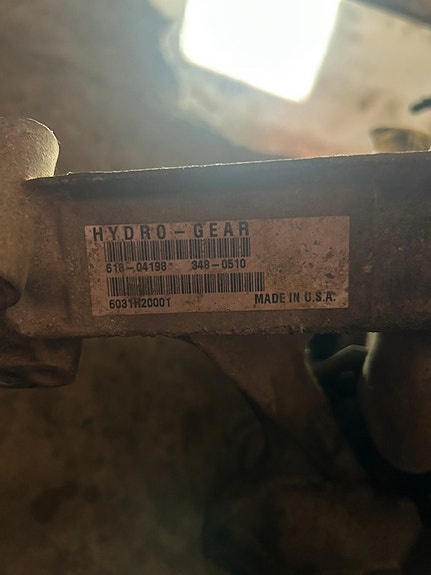 HYDRO-GEAR
618-04198 348-0510
6031H20001 MADE IN U.S.A.